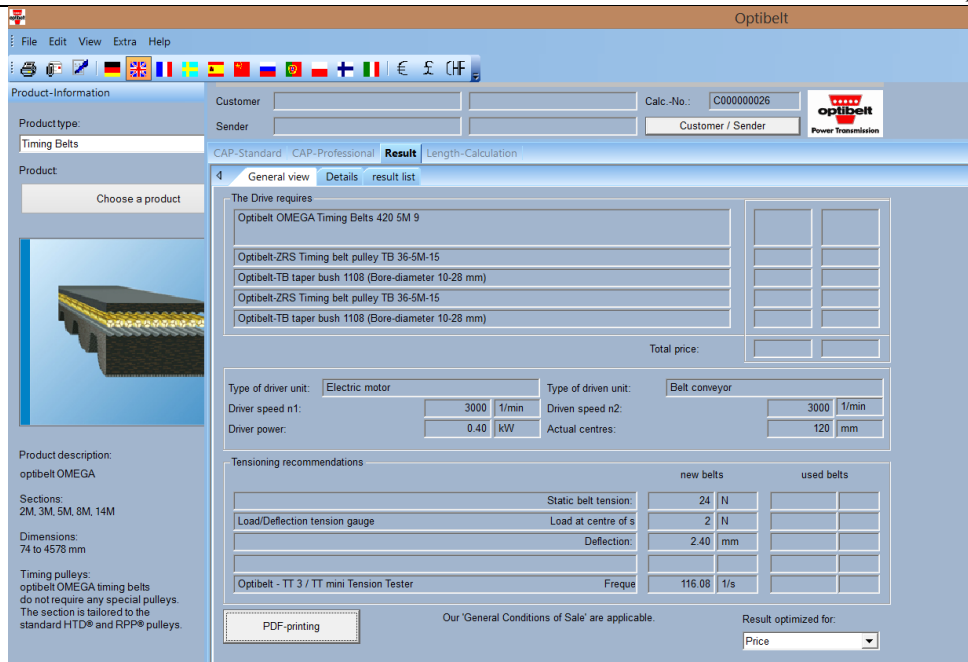 Optibelt
File Edit View Extra Help
€ £ CHF
Product-Information
Product type:
Timing Belts
Product:
Choose a product
Product description:
optibelt OMEGA
Sections:
2M, 3M, 5M, 8M, 14M
Dimensions:
74 to 4578 mm
Timing pulleys:
optibelt OMEGA timing belts
do not require any special pulleys.
The section is tailored to the
standard HTD® and RPP® pulleys.
Customer
Calc.-No.: C000000026
Sender
Customer / Sender
optibelt
Power Transmission
CAP-Standard CAP-Professional Result Length-Calculation
General view Details result list
The Drive requires
Optibelt OMEGA Timing Belts 420 5M 9
Optibelt-ZRS Timing belt pulley TB 36-5M-15
Optibelt-TB taper bush 1108 (Bore-diameter 10-28 mm)
Optibelt-ZRS Timing belt pulley TB 36-5M-15
Optibelt-TB taper bush 1108 (Bore-diameter 10-28 mm)
Total price:
Type of driver unit: Electric motor Type of driven unit: Belt conveyor
Driver speed n1: 3000 1/min Driven speed n2: 3000 1/min
Driver power: 0.40 kW Actual centres: 120 mm
Tensioning recommendations
new belts used belts
Static belt tension: 24 N
Load/Deflection tension gauge Load at centre of s 2 N
Deflection: 2.40 mm
Optibelt - TT 3 / TT mini Tension Tester Freque 116.08 1/s
PDF-printing
Our 'General Conditions of Sale' are applicable.
Result optimized for:
Price